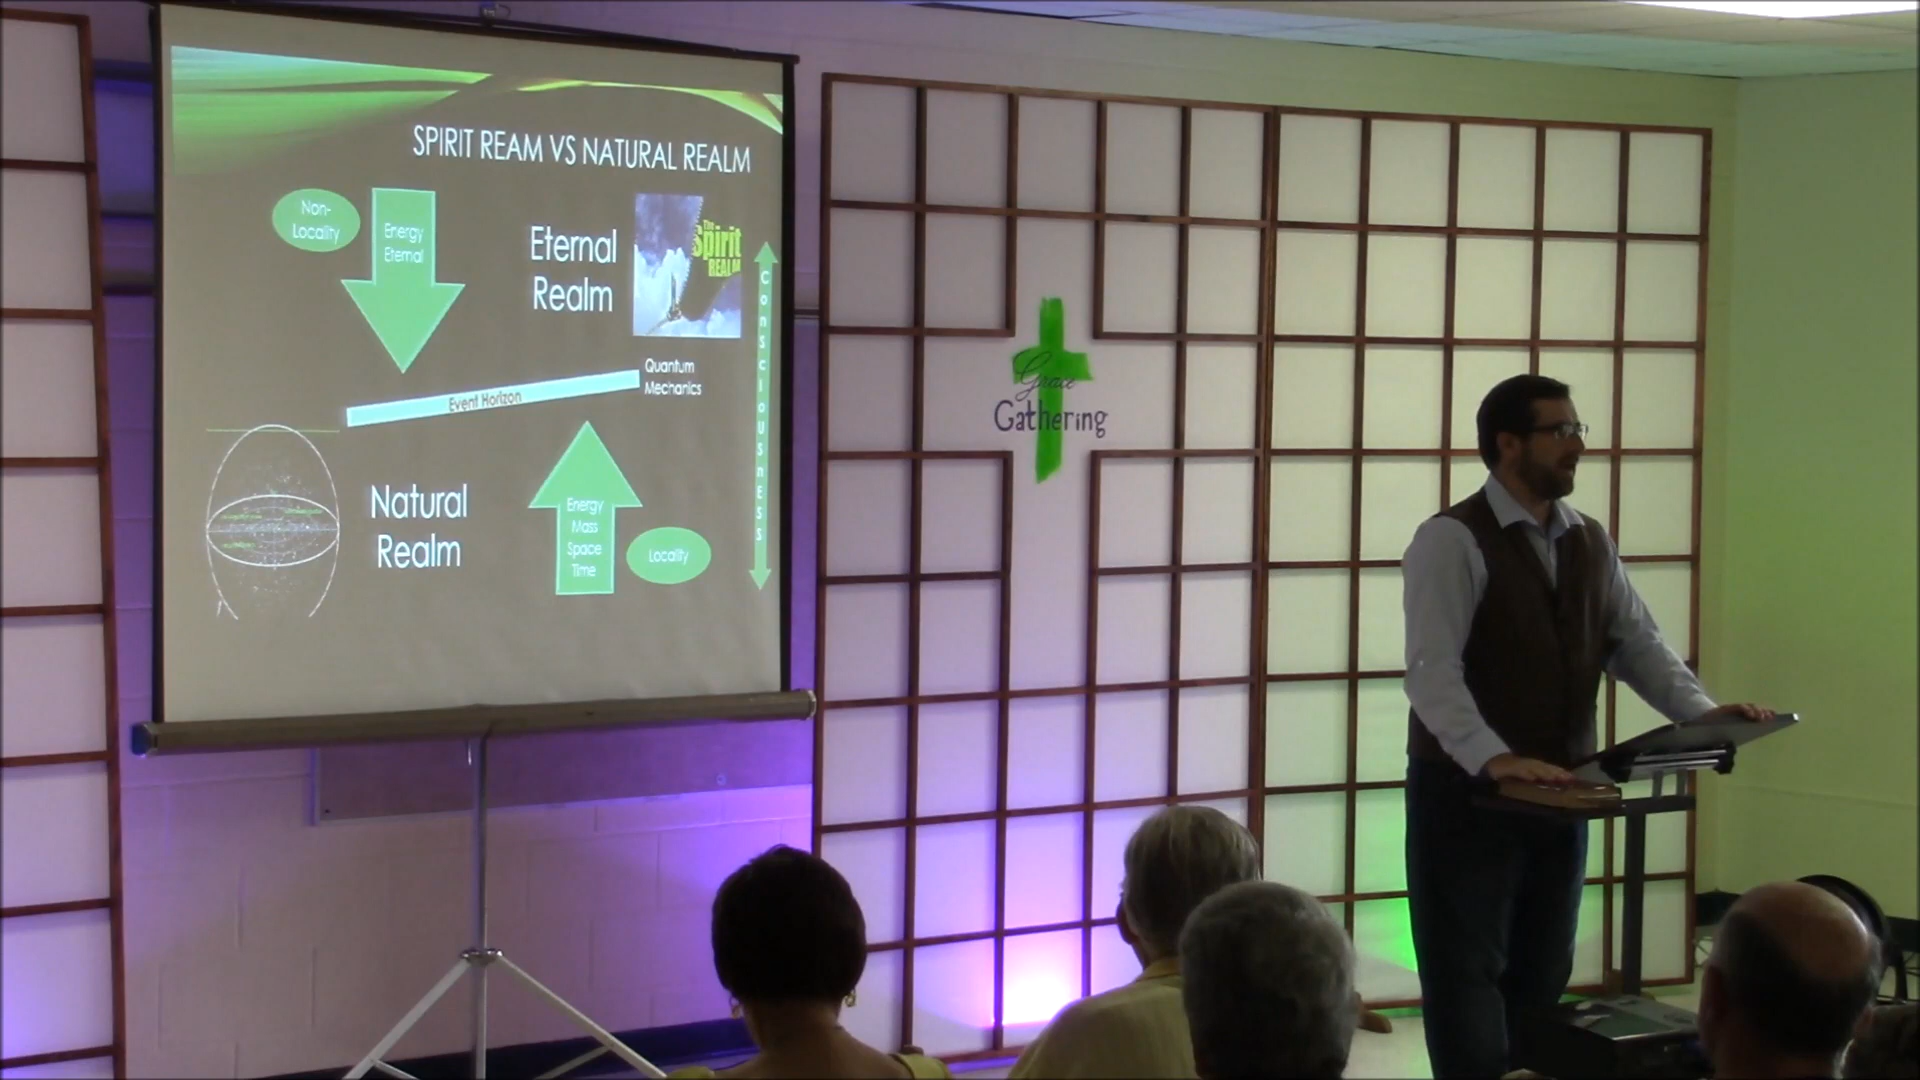 SPIRIT REAM VS NATURAL REALM
Non-
Locality
Energy
Eternal
Eternal
Realm
The
Spirit
REALM
ConSciOUSnESS
Quantum
Mechanics
Event Horizon
Natural
Realm
Energy
Mass
Space
Time
Locality
Grace
Gathering